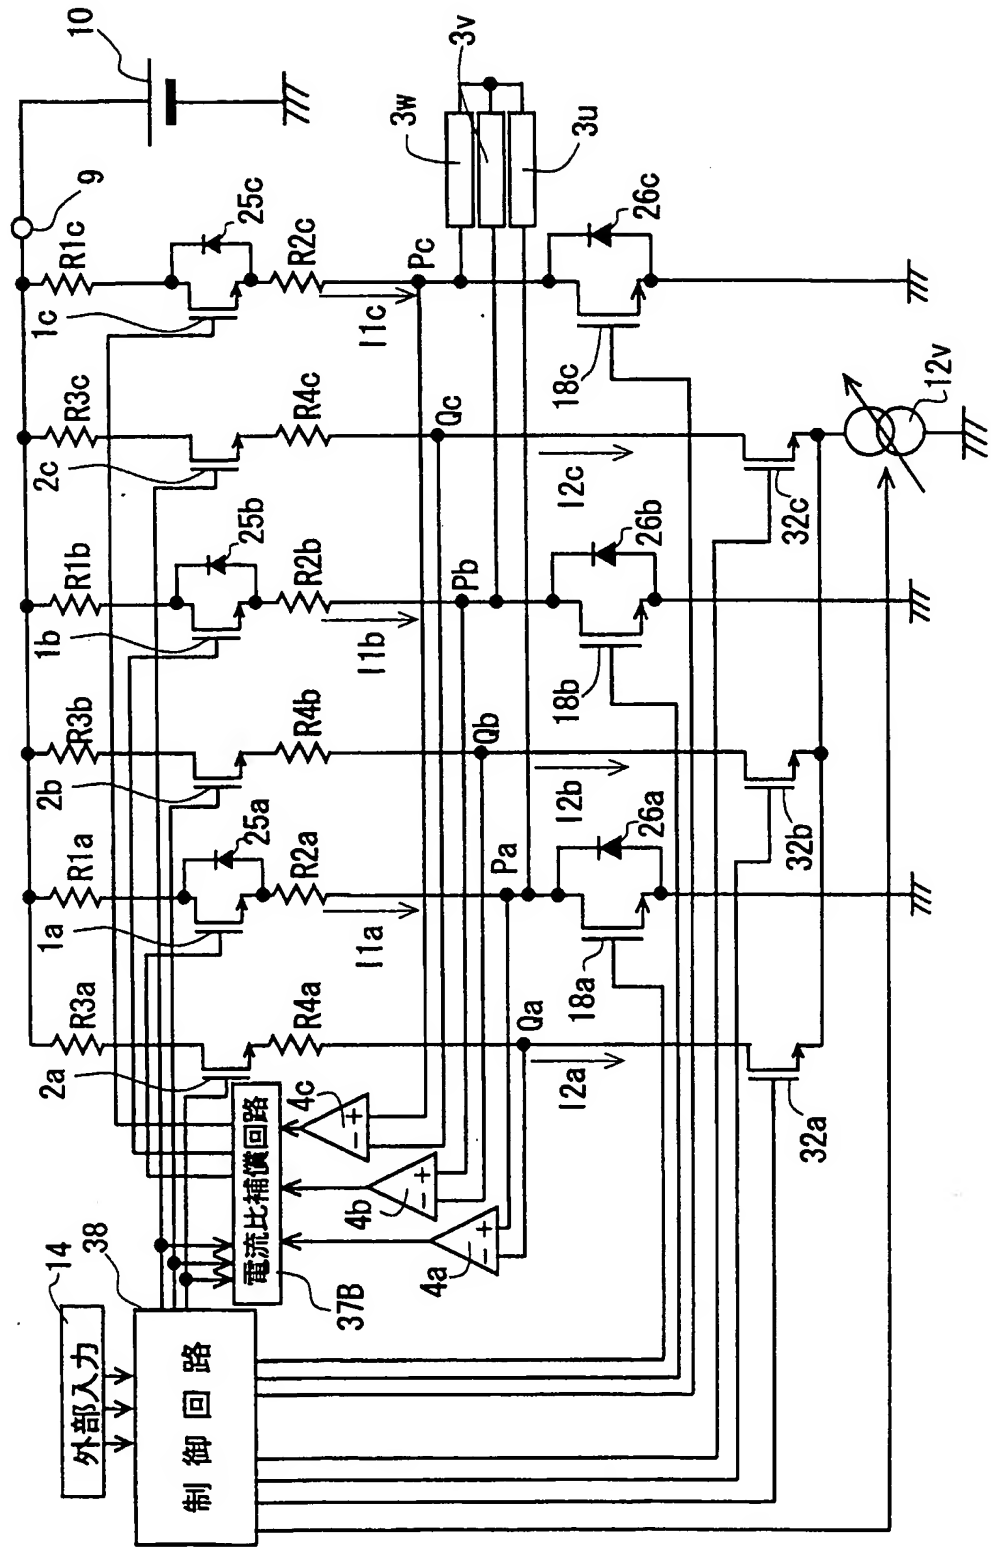 10
9
R1c
25c
R2c
Pc
I1c
1c
3w
3v
3u
26c
18c
R3c
R4c
Qc
2c
I2c
32c
12v
R1b
25b
R2b
Pb
1b
I1b
26b
18b
R3b
R4b
Qb
2b
I2b
32b
R1a
25a
R2a
Pa
1a
I1a
26a
18a
R3a
R4a
Qa
2a
I2a
32a
4c
+
−
4b
+
−
4a
+
−
電流比補償回路
37B
14
外部入力
38
制御回路